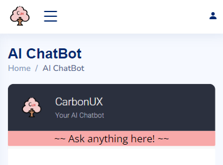 AI ChatBot
Home / AI ChatBot
CarbonUX
Your AI Chatbot
~~ Ask anything here! ~~